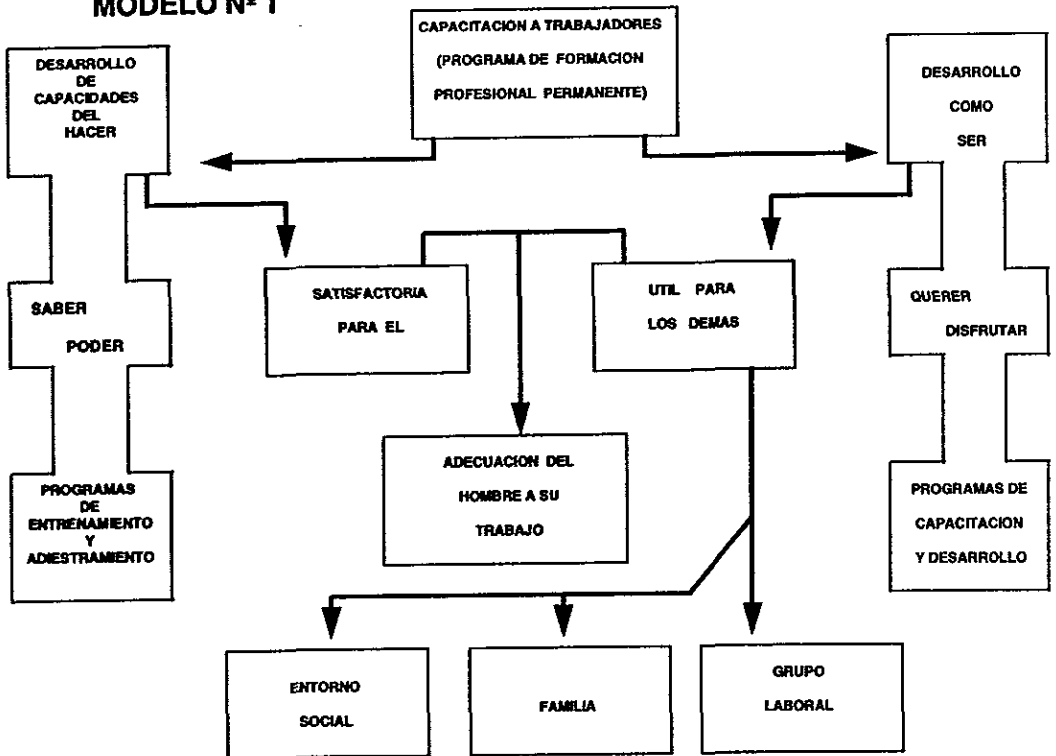 MODELO Nº 1
CAPACITACION A TRABAJADORES
(PROGRAMA DE FORMACION
PROFESIONAL PERMANENTE)
DESARROLLO
DE
CAPACIDADES
DEL
HACER
DESARROLLO
COMO
SER
SATISFACTORIA
PARA EL
UTIL PARA
LOS DEMAS
SABER
PODER
QUERER
DISFRUTAR
ADECUACION DEL
HOMBRE A SU
TRABAJO
PROGRAMAS
DE
ENTRENAMIENTO
Y
ADIESTRAMIENTO
PROGRAMAS DE
CAPACITACION
Y DESARROLLO
ENTORNO
SOCIAL
FAMILIA
GRUPO
LABORAL